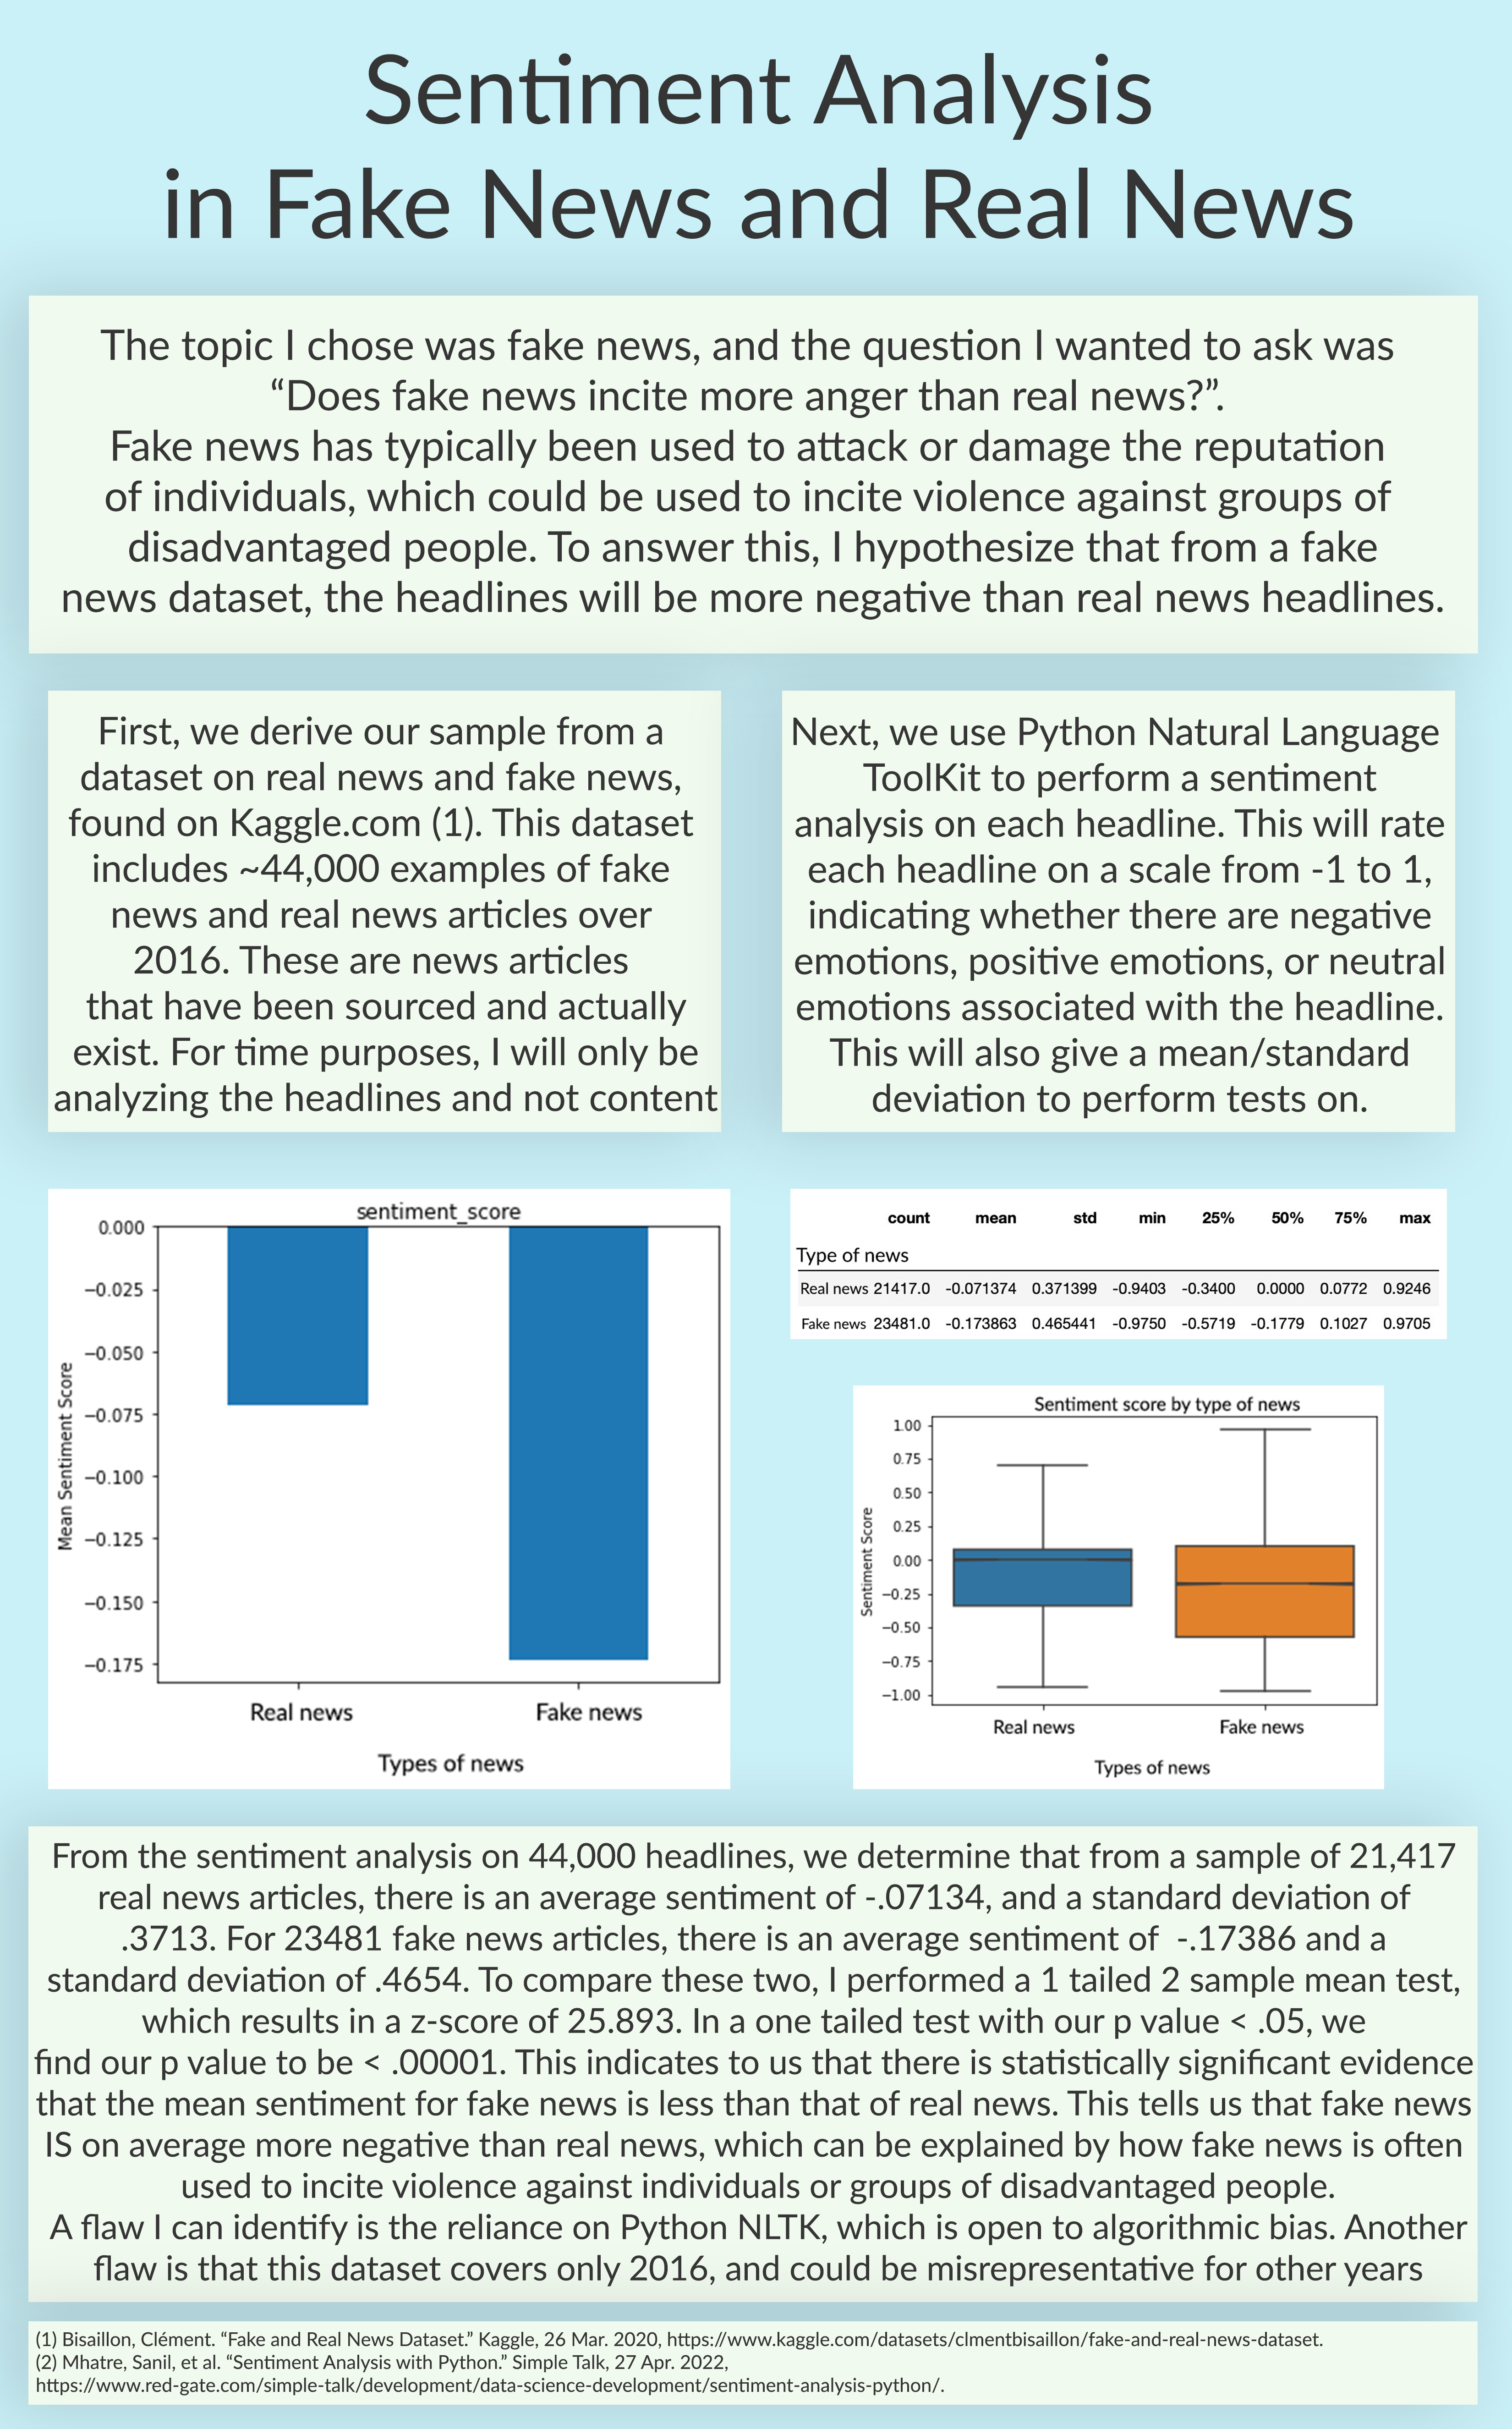 Sentiment Analysis
in Fake News and Real News
The topic I chose was fake news, and the question I wanted to ask was
“Does fake news incite more anger than real news?”.
Fake news has typically been used to attack or damage the reputation
of individuals, which could be used to incite violence against groups of
disadvantaged people. To answer this, I hypothesize that from a fake
news dataset, the headlines will be more negative than real news headlines.
First, we derive our sample from a
dataset on real news and fake news,
found on Kaggle.com (1). This dataset
includes ~44,000 examples of fake
news and real news articles over
2016. These are news articles
that have been sourced and actually
exist. For time purposes, I will only be
analyzing the headlines and not content
Next, we use Python Natural Language
ToolKit to perform a sentiment
analysis on each headline. This will rate
each headline on a scale from -1 to 1,
indicating whether there are negative
emotions, positive emotions, or neutral
emotions associated with the headline.
This will also give a mean/standard
deviation to perform tests on.
sentiment_score
0.000
−0.025
−0.050
−0.075
−0.100
−0.125
−0.150
−0.175
Mean Sentiment Score
Real news Fake news
Types of news
count mean std min 25% 50% 75% max
Type of news
Real news 21417.0 -0.071374 0.371399 -0.9403 -0.3400 0.0000 0.0772 0.9246
Fake news 23481.0 -0.173863 0.465441 -0.9750 -0.5719 -0.1779 0.1027 0.9705
Sentiment score by type of news
1.00
0.75
0.50
0.25
0.00
−0.25
−0.50
−0.75
−1.00
Sentiment Score
Real news Fake news
Types of news
From the sentiment analysis on 44,000 headlines, we determine that from a sample of 21,417
real news articles, there is an average sentiment of -.07134, and a standard deviation of
.3713. For 23481 fake news articles, there is an average sentiment of -.17386 and a
standard deviation of .4654. To compare these two, I performed a 1 tailed 2 sample mean test,
which results in a z-score of 25.893. In a one tailed test with our p value < .05, we
find our p value to be < .00001. This indicates to us that there is statistically significant evidence
that the mean sentiment for fake news is less than that of real news. This tells us that fake news
IS on average more negative than real news, which can be explained by how fake news is often
used to incite violence against individuals or groups of disadvantaged people.
A flaw I can identify is the reliance on Python NLTK, which is open to algorithmic bias. Another
flaw is that this dataset covers only 2016, and could be misrepresentative for other years
(1) Bisaillon, Clément. “Fake and Real News Dataset.” Kaggle, 26 Mar. 2020, https://www.kaggle.com/datasets/clmentbisaillon/fake-and-real-news-dataset.
(2) Mhatre, Sanil, et al. “Sentiment Analysis with Python.” Simple Talk, 27 Apr. 2022,
https://www.red-gate.com/simple-talk/development/data-science-development/sentiment-analysis-python/.